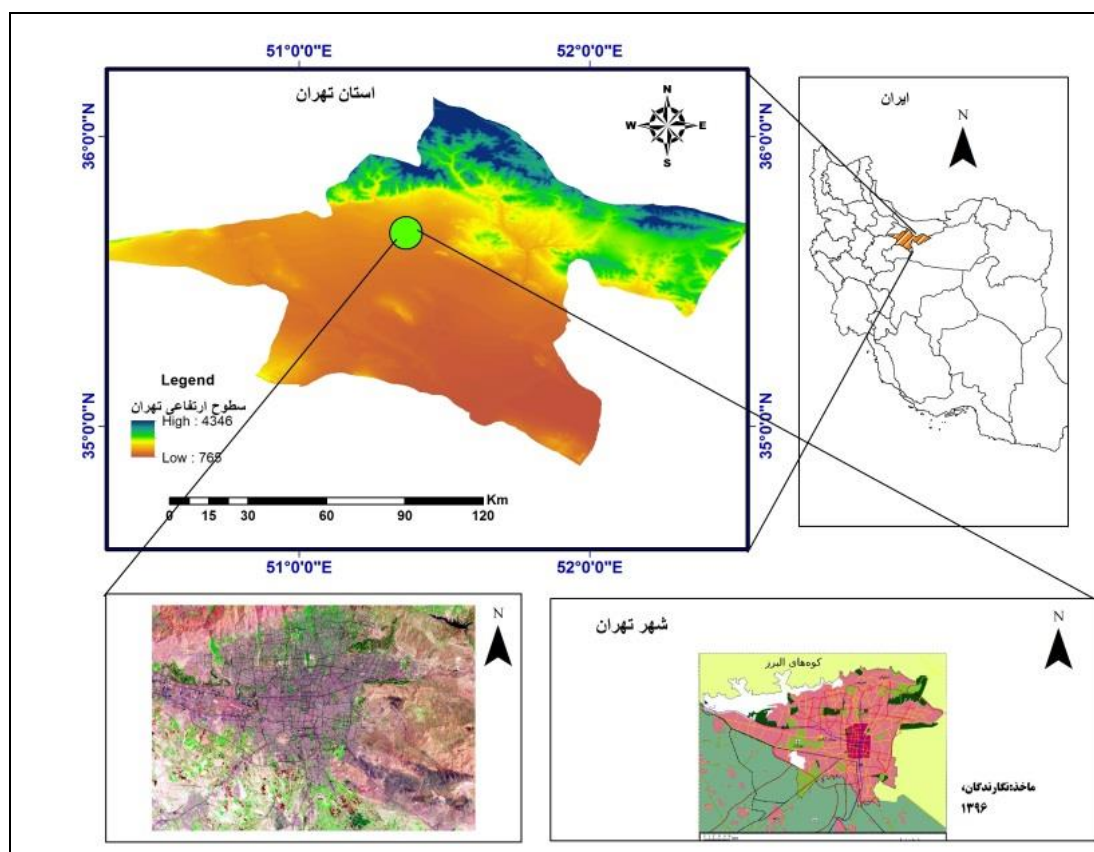 51°0'0"E
52°0'0"E
استان تهران
N
W
E
S
36°0'0"N
36°0'0"N
35°0'0"N
35°0'0"N
Legend
سطوح ارتفاعی تهران
High : 4346
Low : 768
Km
0 15 30 60 90 120
51°0'0"E
52°0'0"E
ایران
N
N
شهر تهران
N
کوه‌های البرز
ماخذ:نگارندگان،
۱۳۹۶